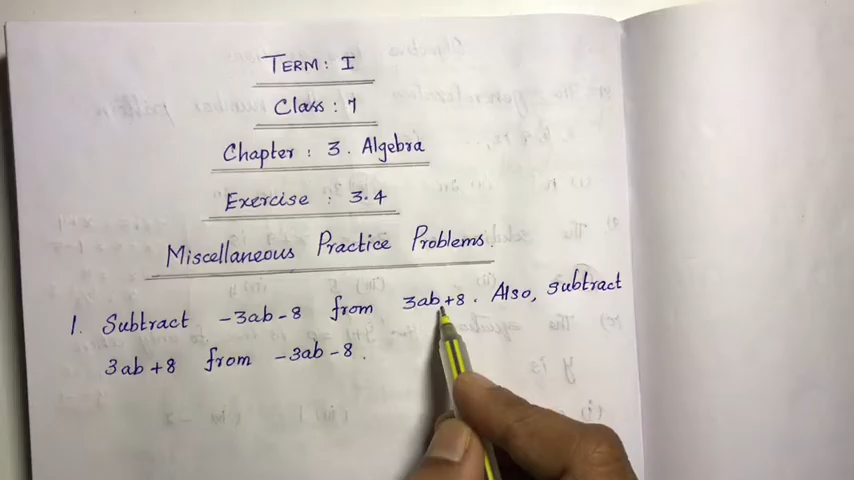 TERM : I
Class : 7
Chapter : 3 . Algebra
Exercise : 3.4
Miscellaneous Practice Problems.
1. Subtract -3ab-8 from 3ab+8. Also, subtract
3ab+8 from -3ab-8.